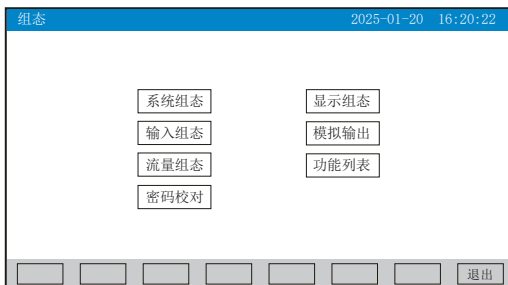 组态 2025-01-20 16:20:22
系统组态 显示组态
输入组态 模拟输出
流量组态 功能列表
密码校对
退出